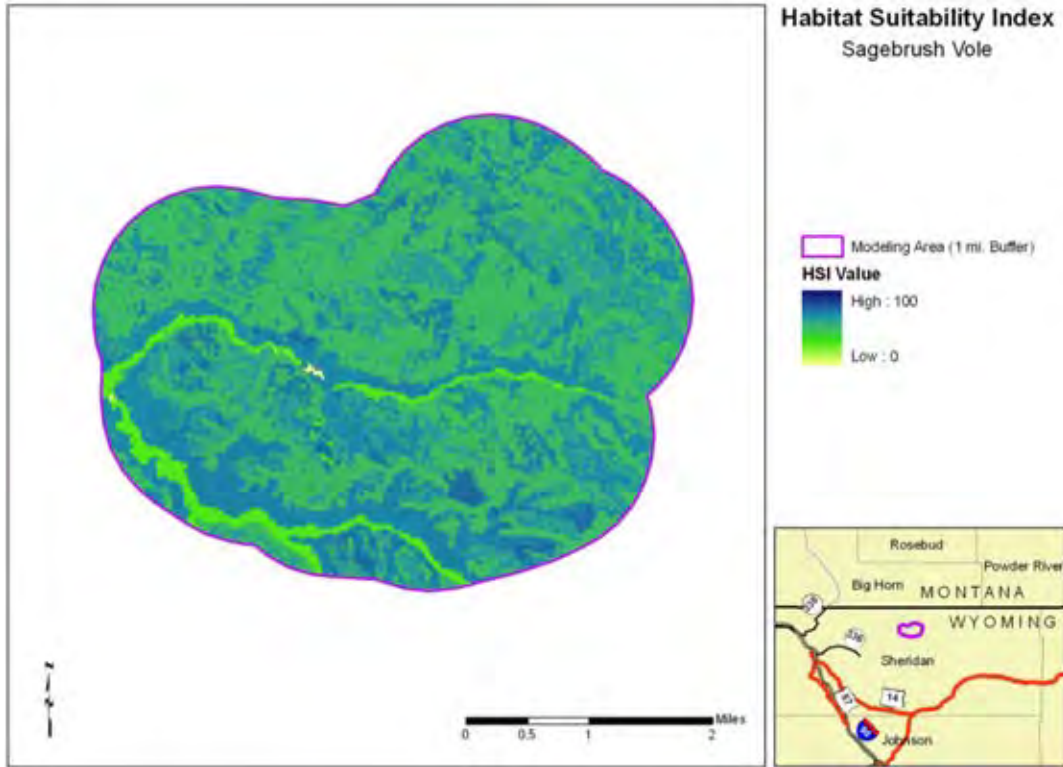 Habitat Suitability Index
Sagebrush Vole
Modeling Area (1 mi. Buffer)
HSI Value
High : 100
Low : 0
Rosebud
Powder River
Big Horn
MONTANA
WYOMING
336
Sheridan
87
14
Johnson
Miles
0 0.5 1 2